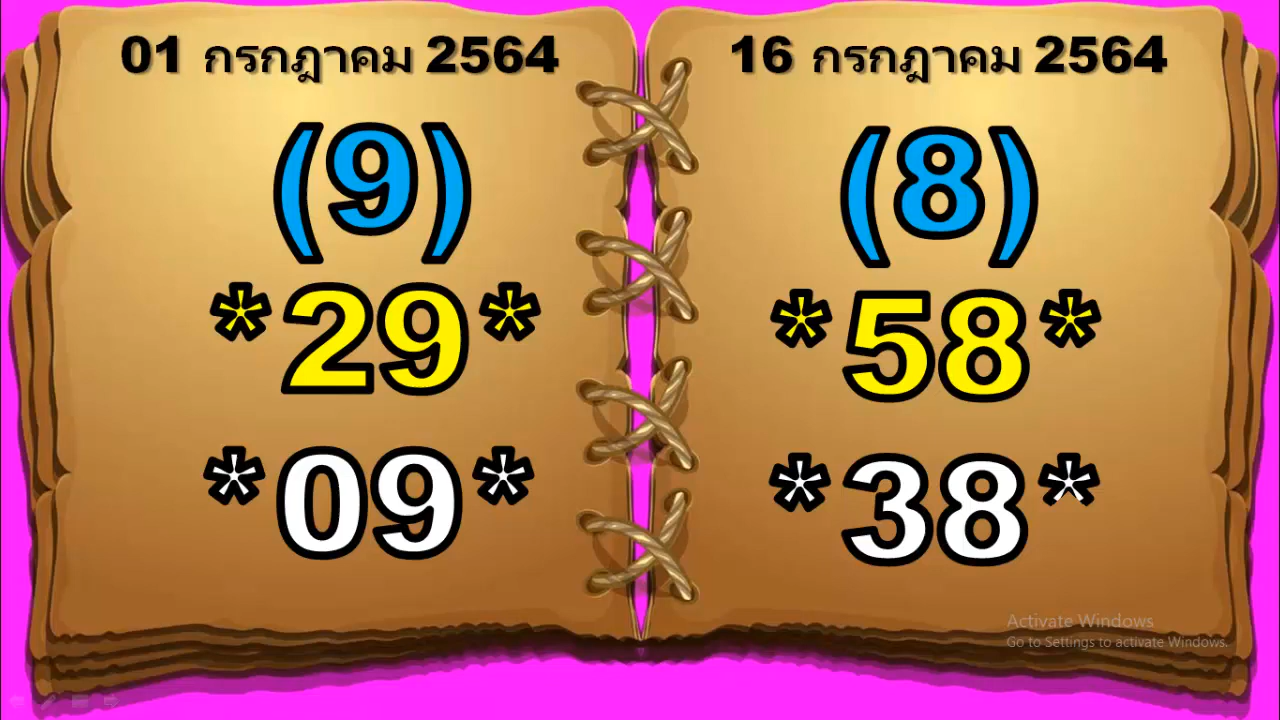 01 กรกฎาคม 2564
(9)
*29*
*09*
16 กรกฎาคม 2564
(8)
*58*
*38*
Activate Windows
Go to Settings to activate Windows.